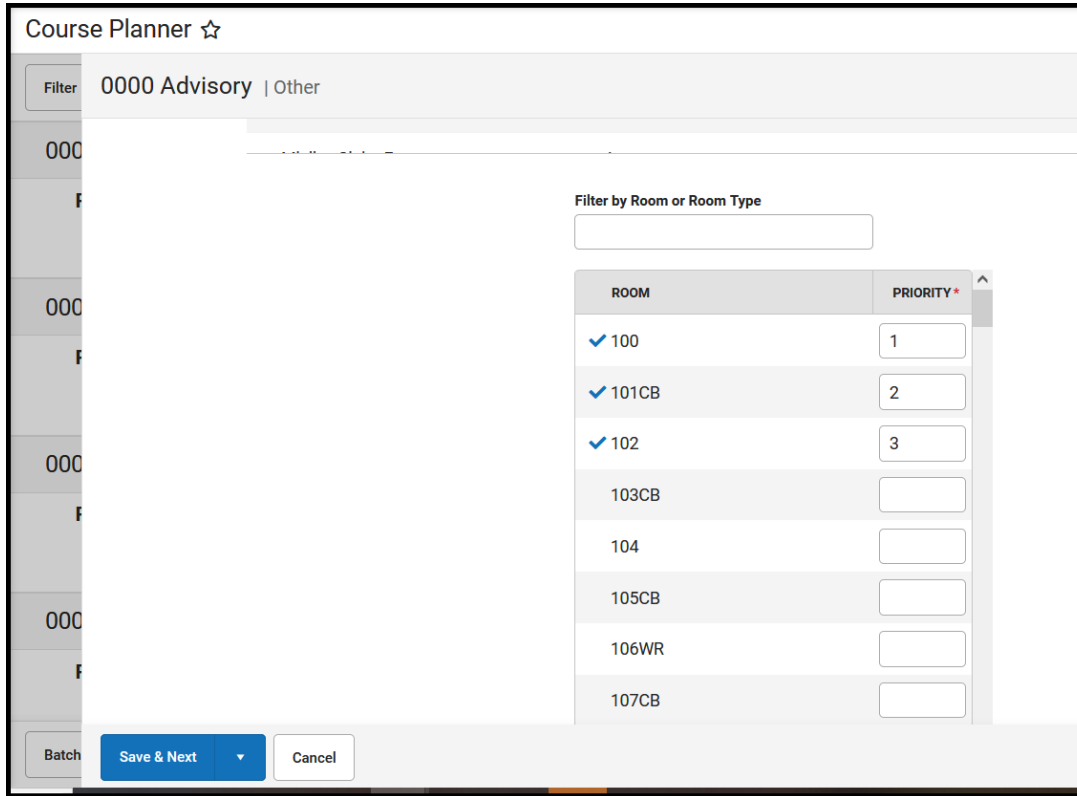 Course Planner
Filter
0000 Advisory | Other
000
F
Filter by Room or Room Type
ROOM PRIORITY*
000
100 1
F
101CB 2
102 3
000
103CB
F
104
105CB
000
106WR
F
107CB
Batch
Save & Next
Cancel